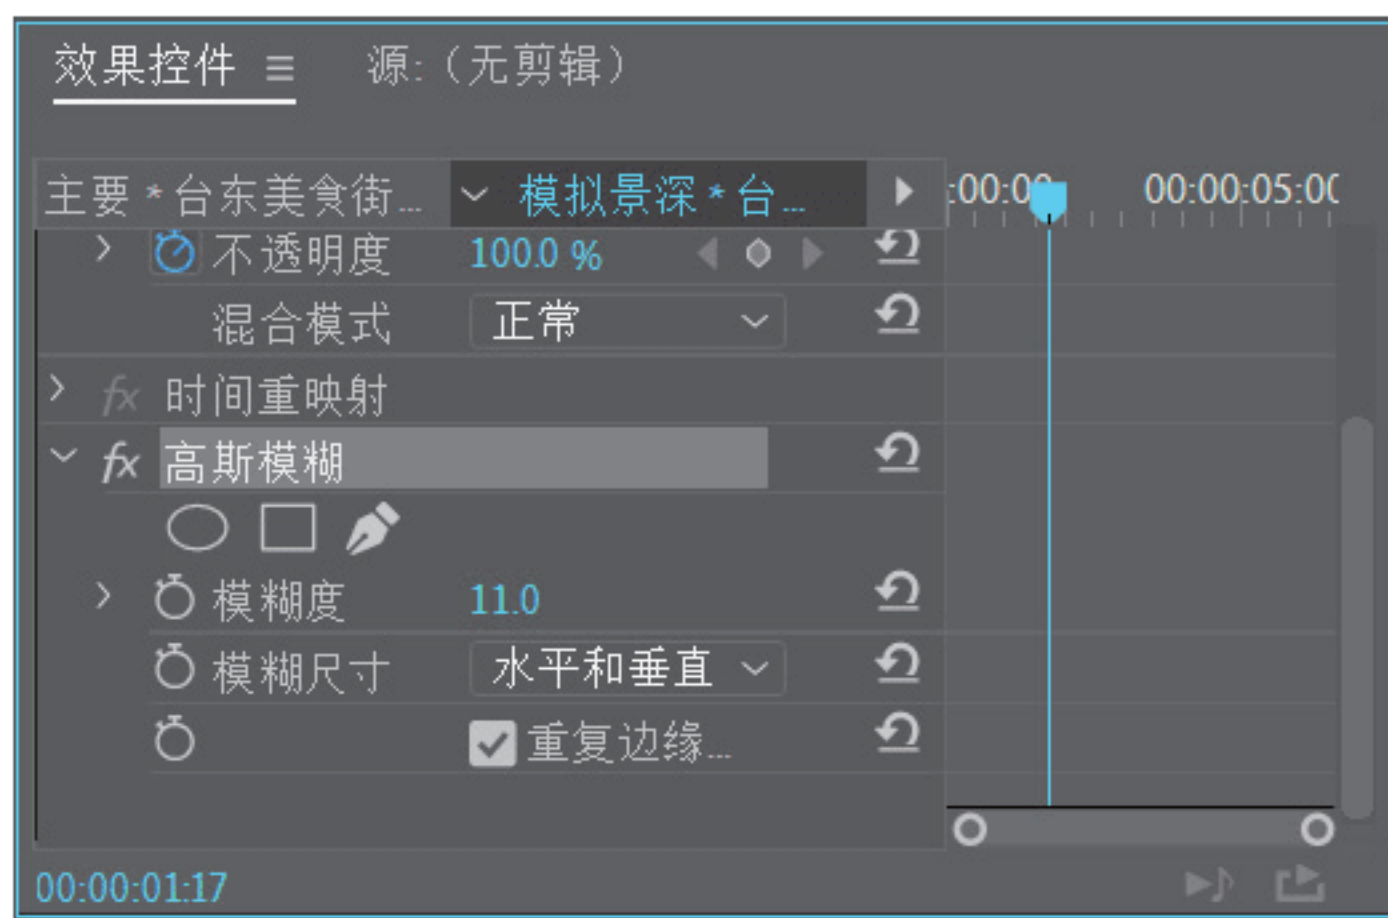 效果控件 源:（无剪辑）
主要*台东美食街... 模拟景深*台... :00:00 00:00:05:00
不透明度 100.0 %
混合模式 正常
fx 时间重映射
fx 高斯模糊
模糊度 11.0
模糊尺寸 水平和垂直
重复边缘...
00:00:01:17